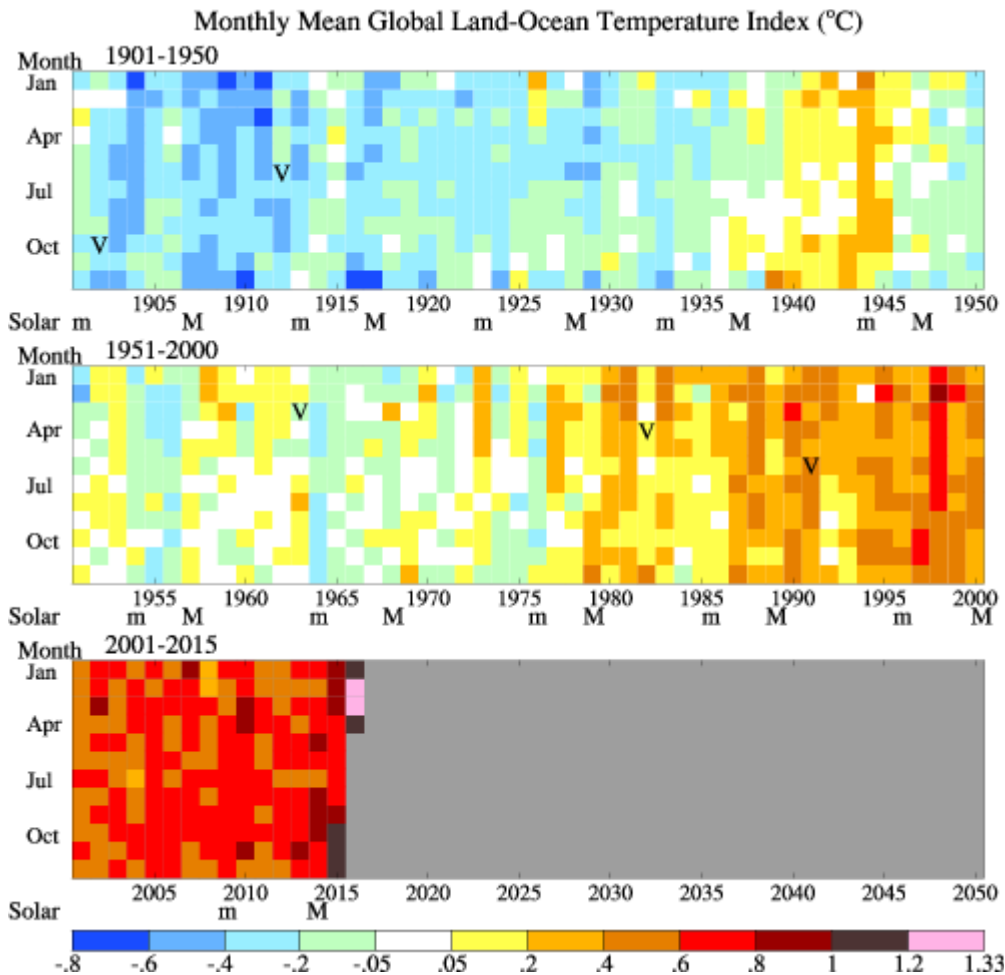 Monthly Mean Global Land-Ocean Temperature Index (°C)
Month 1901-1950
Jan
Apr
V
Jul
Oct V
1905 1910 1915 1920 1925 1930 1935 1940 1945 1950
Solar m M m M m M m M m M
Month 1951-2000
Jan
V
Apr V
V
Jul
Oct
1955 1960 1965 1970 1975 1980 1985 1990 1995 2000
Solar m M m M m M m M m M
Month 2001-2015
Jan
Apr
Jul
Oct
2005 2010 2015 2020 2025 2030 2035 2040 2045 2050
Solar m M
-.8 -.6 -.4 -.2 -.05 .05 .2 .4 .6 .8 1 1.2 1.33